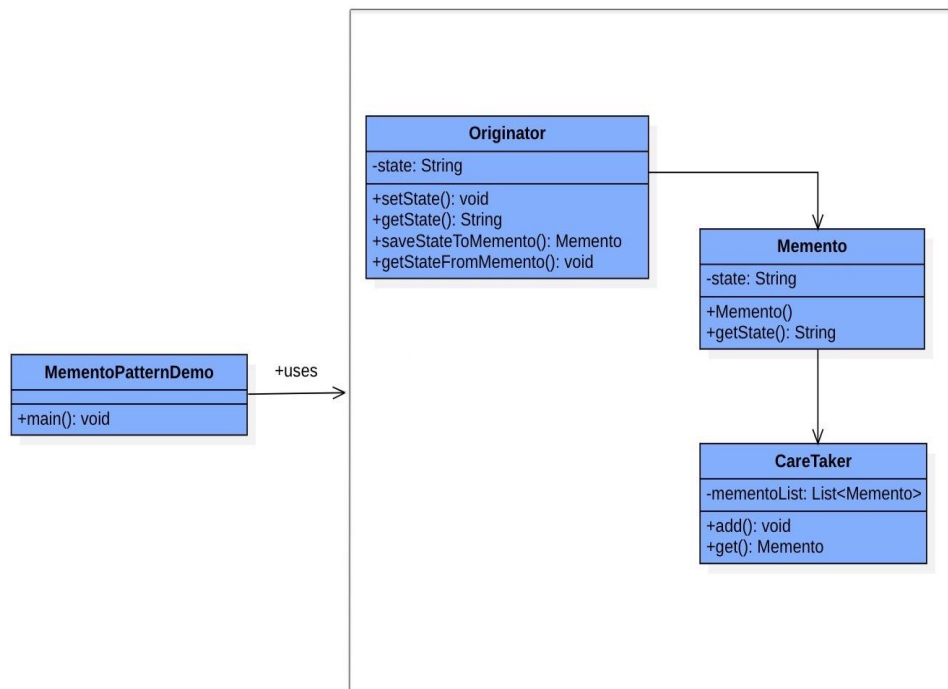 Originator
-state: String
+setState(): void
+getState(): String
+saveStateToMemento(): Memento
+getStateFromMemento(): void
Memento
-state: String
+Memento()
+getState(): String
MementoPatternDemo
+main(): void
+uses
CareTaker
-mementoList: List<Memento>
+add(): void
+get(): Memento